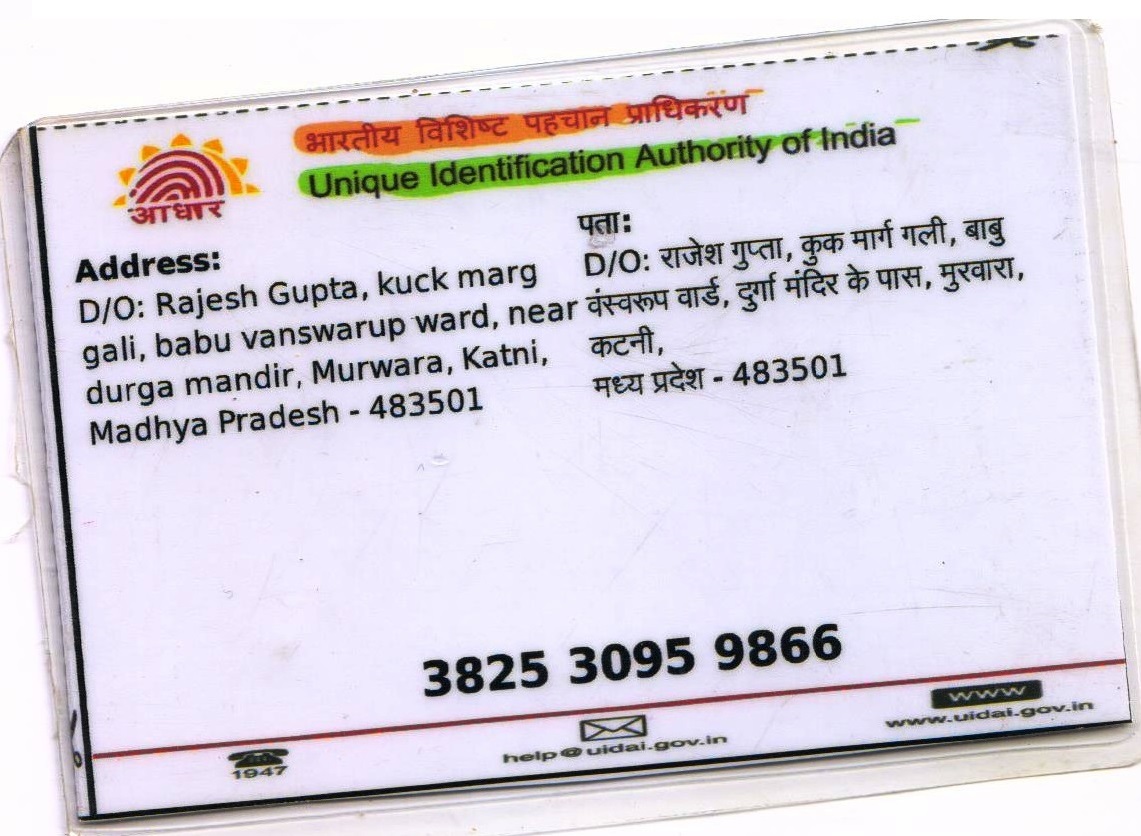 भारतीय विशिष्ट पहचान प्राधिकरण
Unique Identification Authority of India
आधार
Address:
D/O: Rajesh Gupta, kuck marg
gali, babu vanswarup ward, near
durga mandir, Murwara, Katni,
Madhya Pradesh - 483501
पता:
D/O: राजेश गुप्ता, कुक मार्ग गली, बाबु
वंस्वरूप वार्ड, दुर्गा मंदिर के पास, मुरवारा,
कटनी,
मध्य प्रदेश - 483501
3825 3095 9866
1947
help@uidai.gov.in
www
www.uidai.gov.in